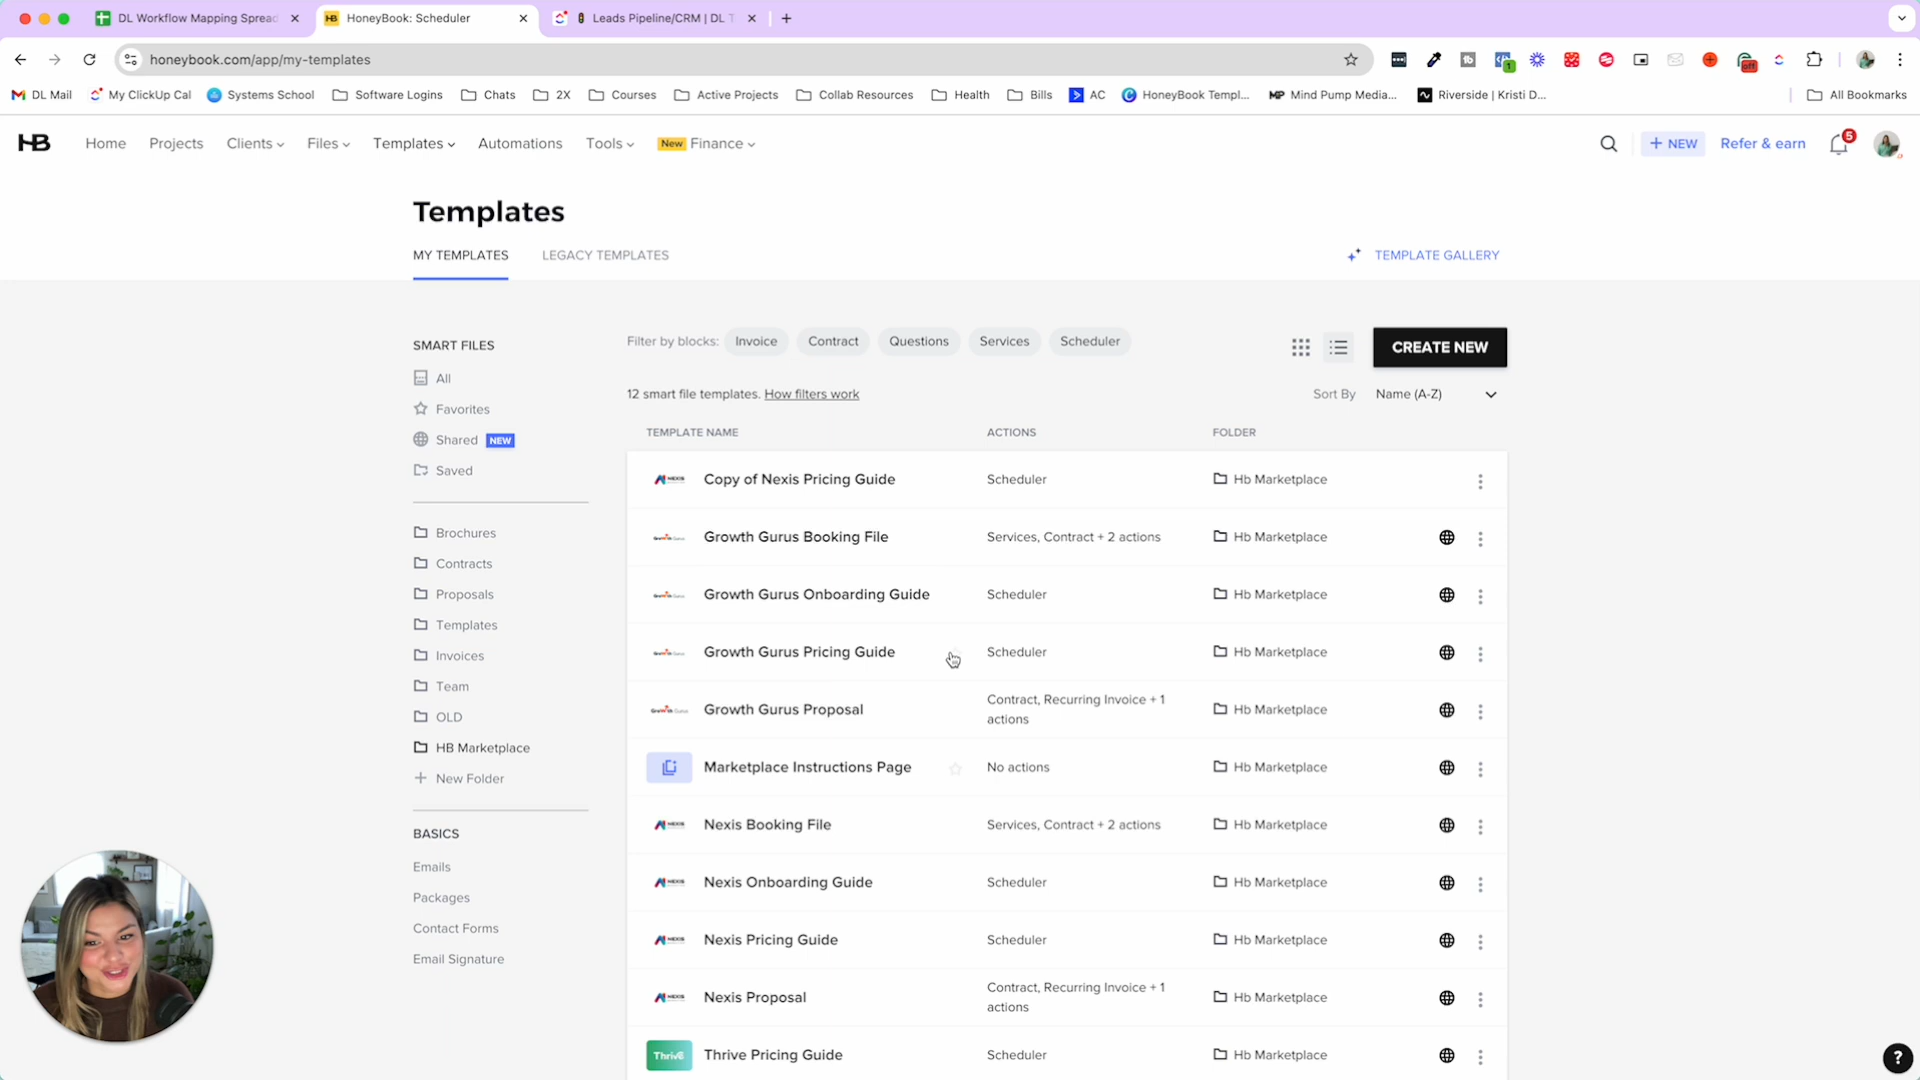 DL Workflow Mapping Spread
HoneyBook: Scheduler
Leads Pipeline/CRM | DL T
honeybook.com/app/my-templates
DL Mail
My ClickUp Cal
Systems School
Software Logins
Chats
2X
Courses
Active Projects
Collab Resources
Health
Bills
AC
HoneyBook Templ...
Mind Pump Media...
Riverside | Kristi D...
All Bookmarks
HB
Home
Projects
Clients
Files
Templates
Automations
Tools
New Finance
+ NEW
Refer & earn
5
Templates
MY TEMPLATES
LEGACY TEMPLATES
TEMPLATE GALLERY
SMART FILES
All
Favorites
Shared NEW
Saved
Brochures
Contracts
Proposals
Templates
Invoices
Team
OLD
HB Marketplace
+ New Folder
BASICS
Emails
Packages
Contact Forms
Email Signature
Filter by blocks: Invoice Contract Questions Services Scheduler
CREATE NEW
12 smart file templates. How filters work
Sort By Name (A-Z)
TEMPLATE NAME ACTIONS FOLDER
Copy of Nexis Pricing Guide Scheduler Hb Marketplace
Growth Gurus Booking File Services, Contract + 2 actions Hb Marketplace
Growth Gurus Onboarding Guide Scheduler Hb Marketplace
Growth Gurus Pricing Guide Scheduler Hb Marketplace
Growth Gurus Proposal Contract, Recurring Invoice + 1 actions Hb Marketplace
Marketplace Instructions Page No actions Hb Marketplace
Nexis Booking File Services, Contract + 2 actions Hb Marketplace
Nexis Onboarding Guide Scheduler Hb Marketplace
Nexis Pricing Guide Scheduler Hb Marketplace
Nexis Proposal Contract, Recurring Invoice + 1 actions Hb Marketplace
Thrive Thrive Pricing Guide Scheduler Hb Marketplace
?